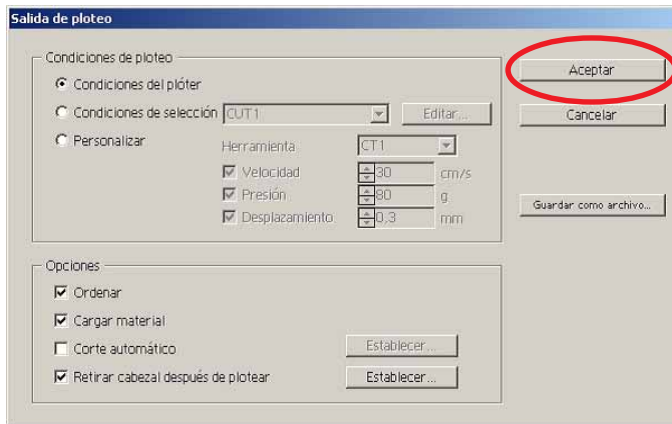 Salida de ploteo
Condiciones de ploteo
Condiciones del plóter
Condiciones de selección CUT1 Editar...
Personalizar
Herramienta CT1
Velocidad 30 cm/s
Presión 80 g
Desplazamiento 0,3 mm
Aceptar
Cancelar
Guardar como archivo...
Opciones
Ordenar
Cargar material
Corte automático Establecer...
Retirar cabezal después de plotear Establecer...